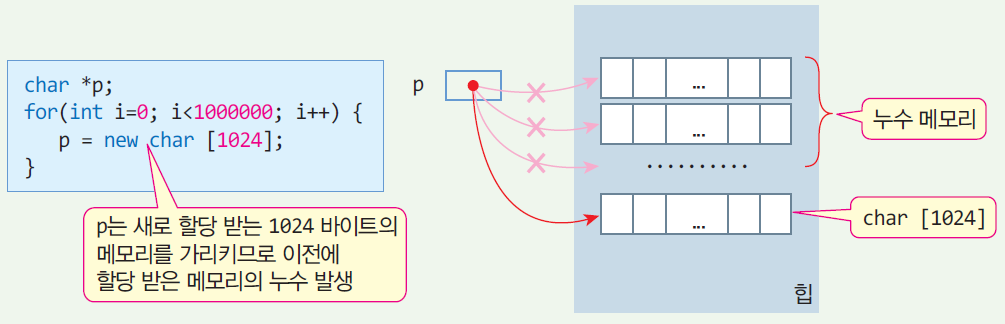 char *p;
for(int i=0; i<1000000; i++) {
p = new char [1024];
}
p는 새로 할당 받는 1024 바이트의
메모리를 가리키므로 이전에
할당 받은 메모리의 누수 발생
p
...
...
..........
...
누수 메모리
char [1024]
힙